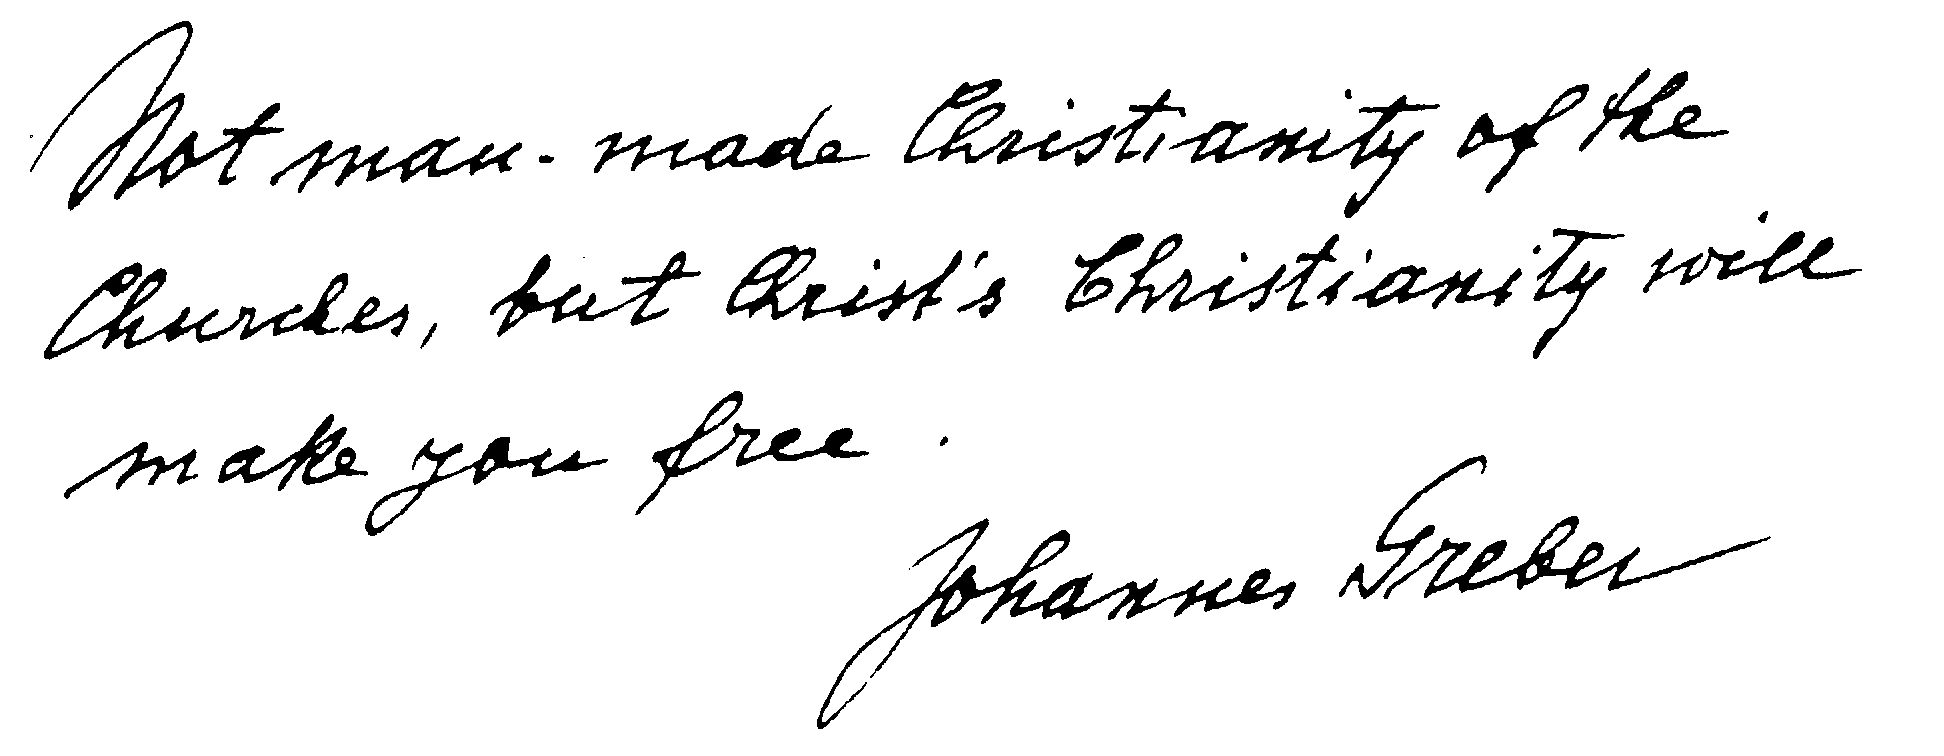 Not man-made Christianity of the
Churches, but Christ's Christianity will
make you free.
Johannes Greber